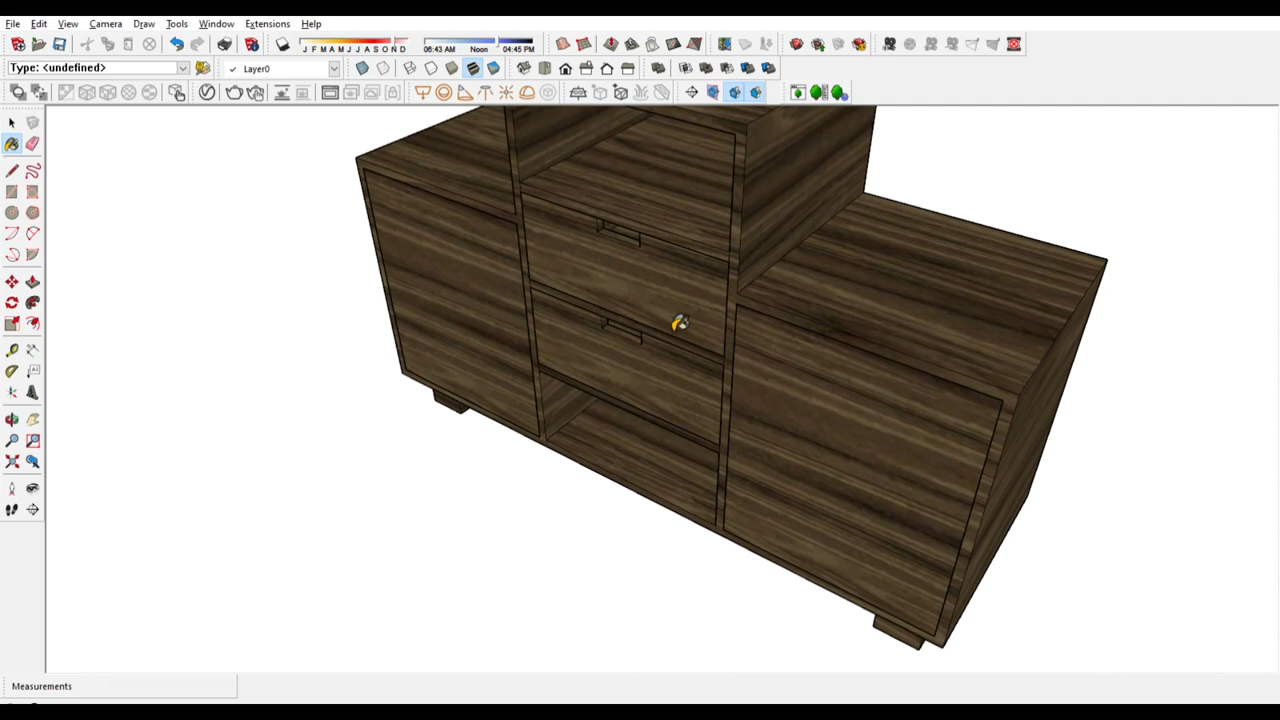 File Edit View Camera Draw Tools Window Extensions Help
J F M A M J J A S O N D 06:43 AM Noon 04:45 PM
Type: <undefined> ✓ Layer0
Measurements